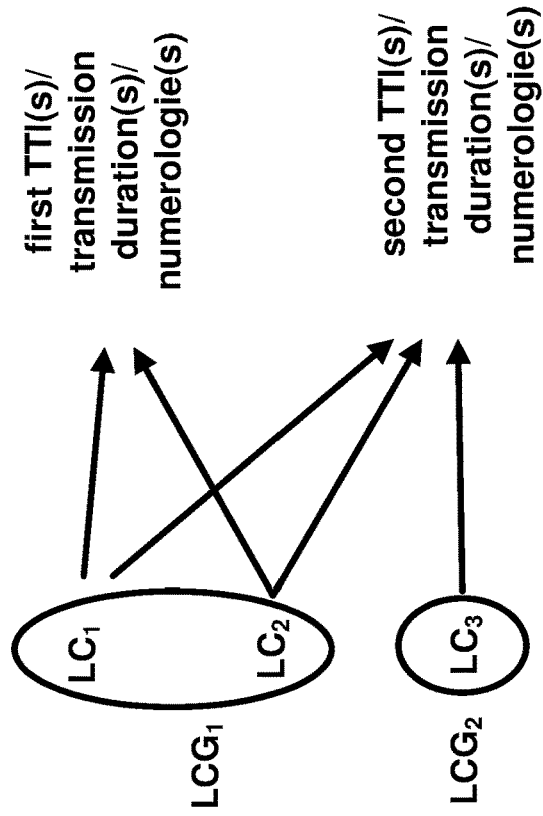 first TTI(s)/
transmission
duration(s)/
numerologie(s)
LC1
LC2
LCG1
second TTI(s)/
transmission
duration(s)/
numerologie(s)
LC3
LCG2